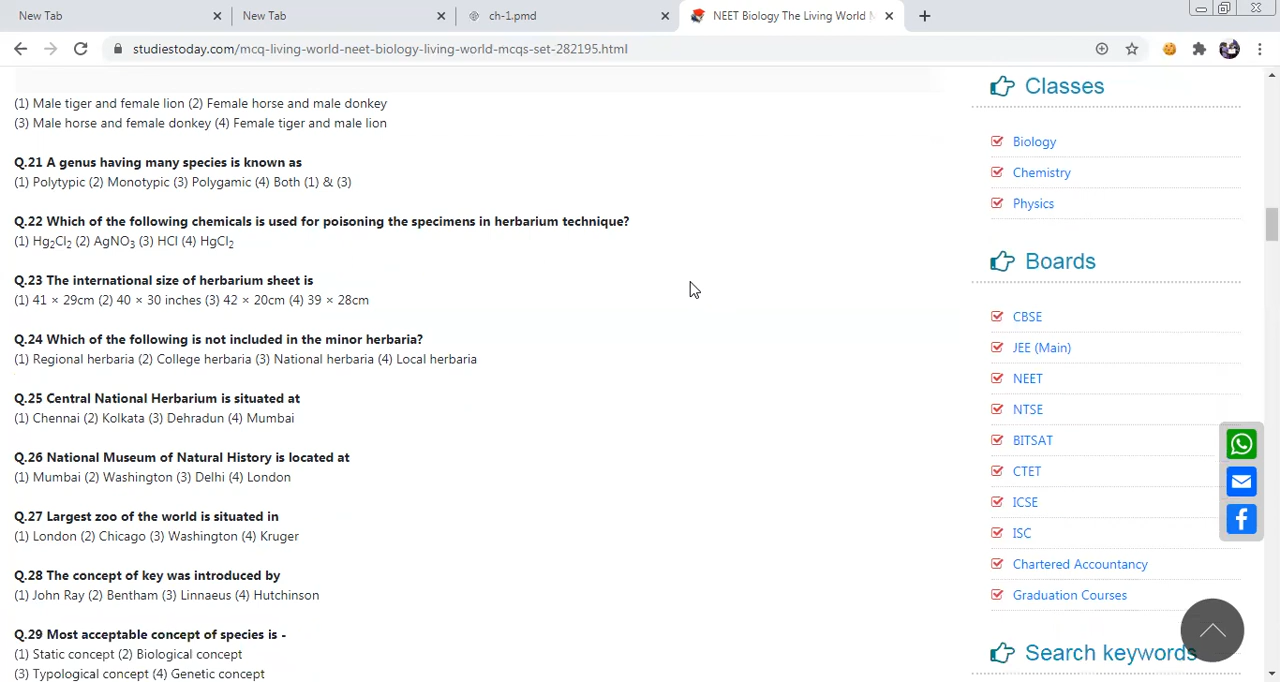 New Tab
New Tab
ch-1.pmd
NEET Biology The Living World M
studiestoday.com/mcq-living-world-neet-biology-living-world-mcqs-set-282195.html
(1) Male tiger and female lion (2) Female horse and male donkey
(3) Male horse and female donkey (4) Female tiger and male lion
Q.21 A genus having many species is known as
(1) Polytypic (2) Monotypic (3) Polygamic (4) Both (1) & (3)
Q.22 Which of the following chemicals is used for poisoning the specimens in herbarium technique?
(1) Hg₂Cl₂ (2) AgNO₃ (3) HCl (4) HgCl₂
Q.23 The international size of herbarium sheet is
(1) 41 × 29cm (2) 40 × 30 inches (3) 42 × 20cm (4) 39 × 28cm
Q.24 Which of the following is not included in the minor herbaria?
(1) Regional herbaria (2) College herbaria (3) National herbaria (4) Local herbaria
Q.25 Central National Herbarium is situated at
(1) Chennai (2) Kolkata (3) Dehradun (4) Mumbai
Q.26 National Museum of Natural History is located at
(1) Mumbai (2) Washington (3) Delhi (4) London
Q.27 Largest zoo of the world is situated in
(1) London (2) Chicago (3) Washington (4) Kruger
Q.28 The concept of key was introduced by
(1) John Ray (2) Bentham (3) Linnaeus (4) Hutchinson
Q.29 Most acceptable concept of species is -
(1) Static concept (2) Biological concept
(3) Typological concept (4) Genetic concept
Classes
Biology
Chemistry
Physics
Boards
CBSE
JEE (Main)
NEET
NTSE
BITSAT
CTET
ICSE
ISC
Chartered Accountancy
Graduation Courses
Search keywords